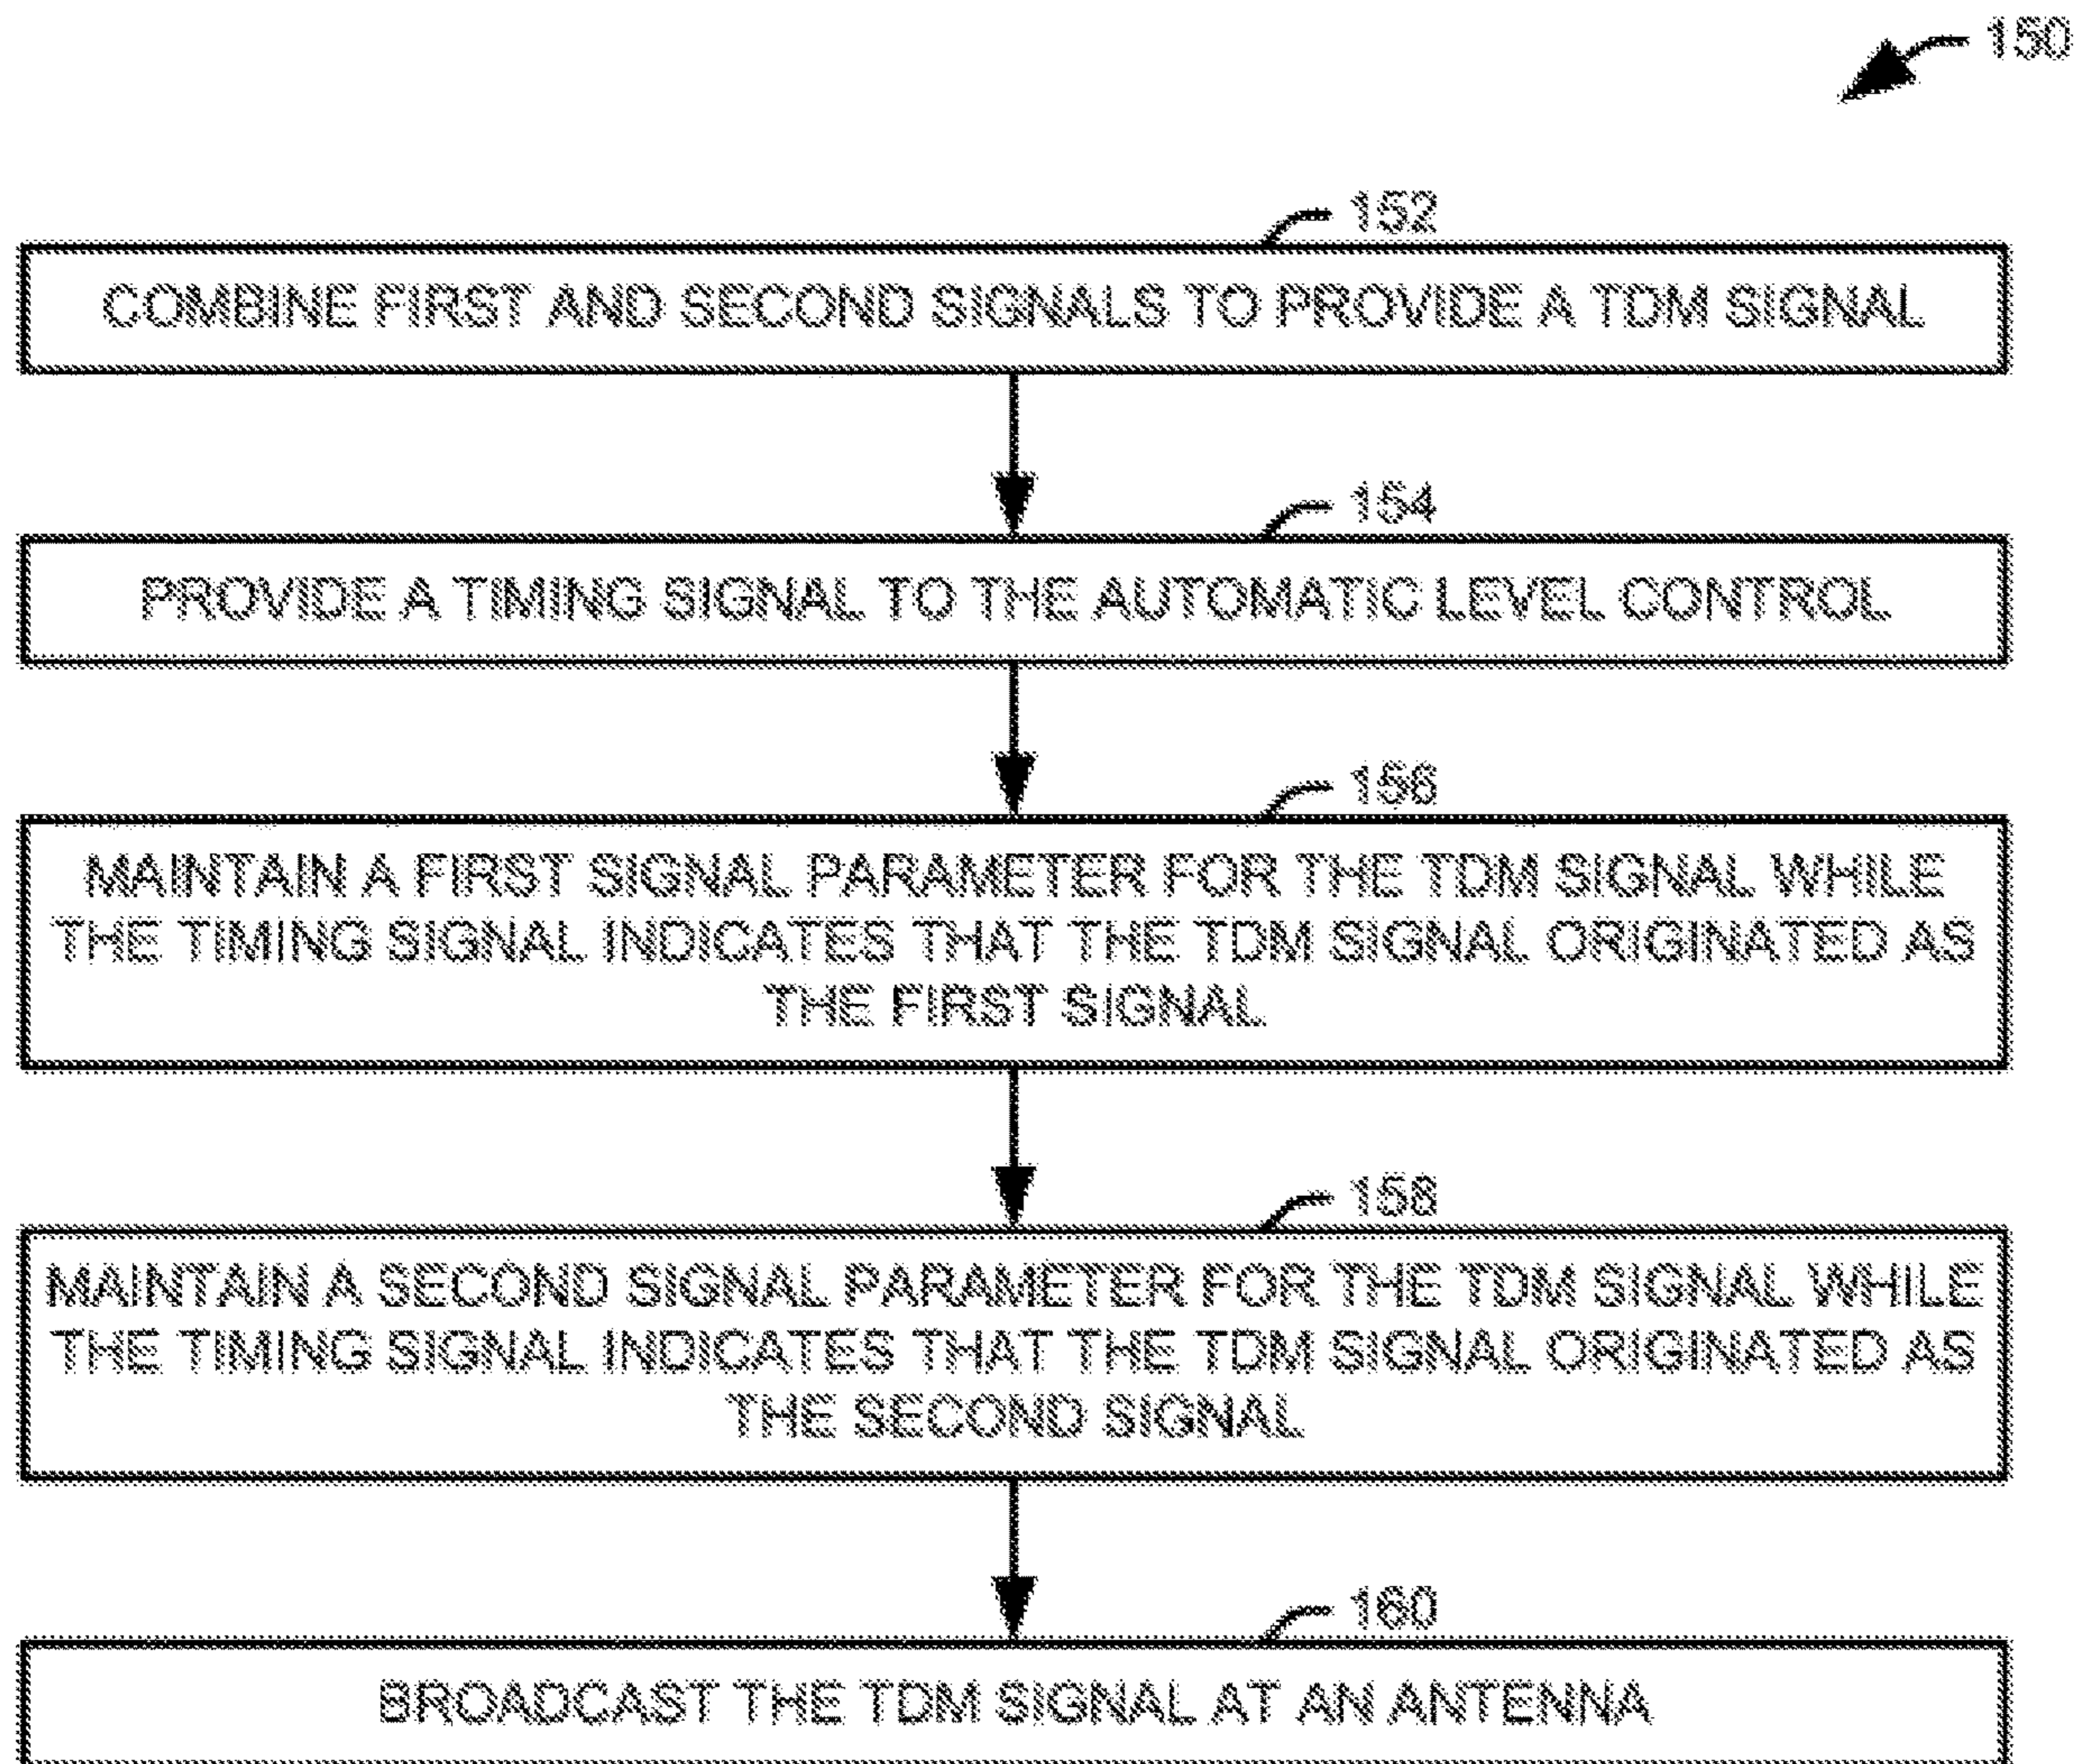 150
152
COMBINE FIRST AND SECOND SIGNALS TO PROVIDE A TDM SIGNAL
154
PROVIDE A TIMING SIGNAL TO THE AUTOMATIC LEVEL CONTROL
156
MAINTAIN A FIRST SIGNAL PARAMETER FOR THE TDM SIGNAL WHILE
THE TIMING SIGNAL INDICATES THAT THE TDM SIGNAL ORIGINATED AS
THE FIRST SIGNAL
158
MAINTAIN A SECOND SIGNAL PARAMETER FOR THE TDM SIGNAL WHILE
THE TIMING SIGNAL INDICATES THAT THE TDM SIGNAL ORIGINATED AS
THE SECOND SIGNAL
160
BROADCAST THE TDM SIGNAL AT AN ANTENNA